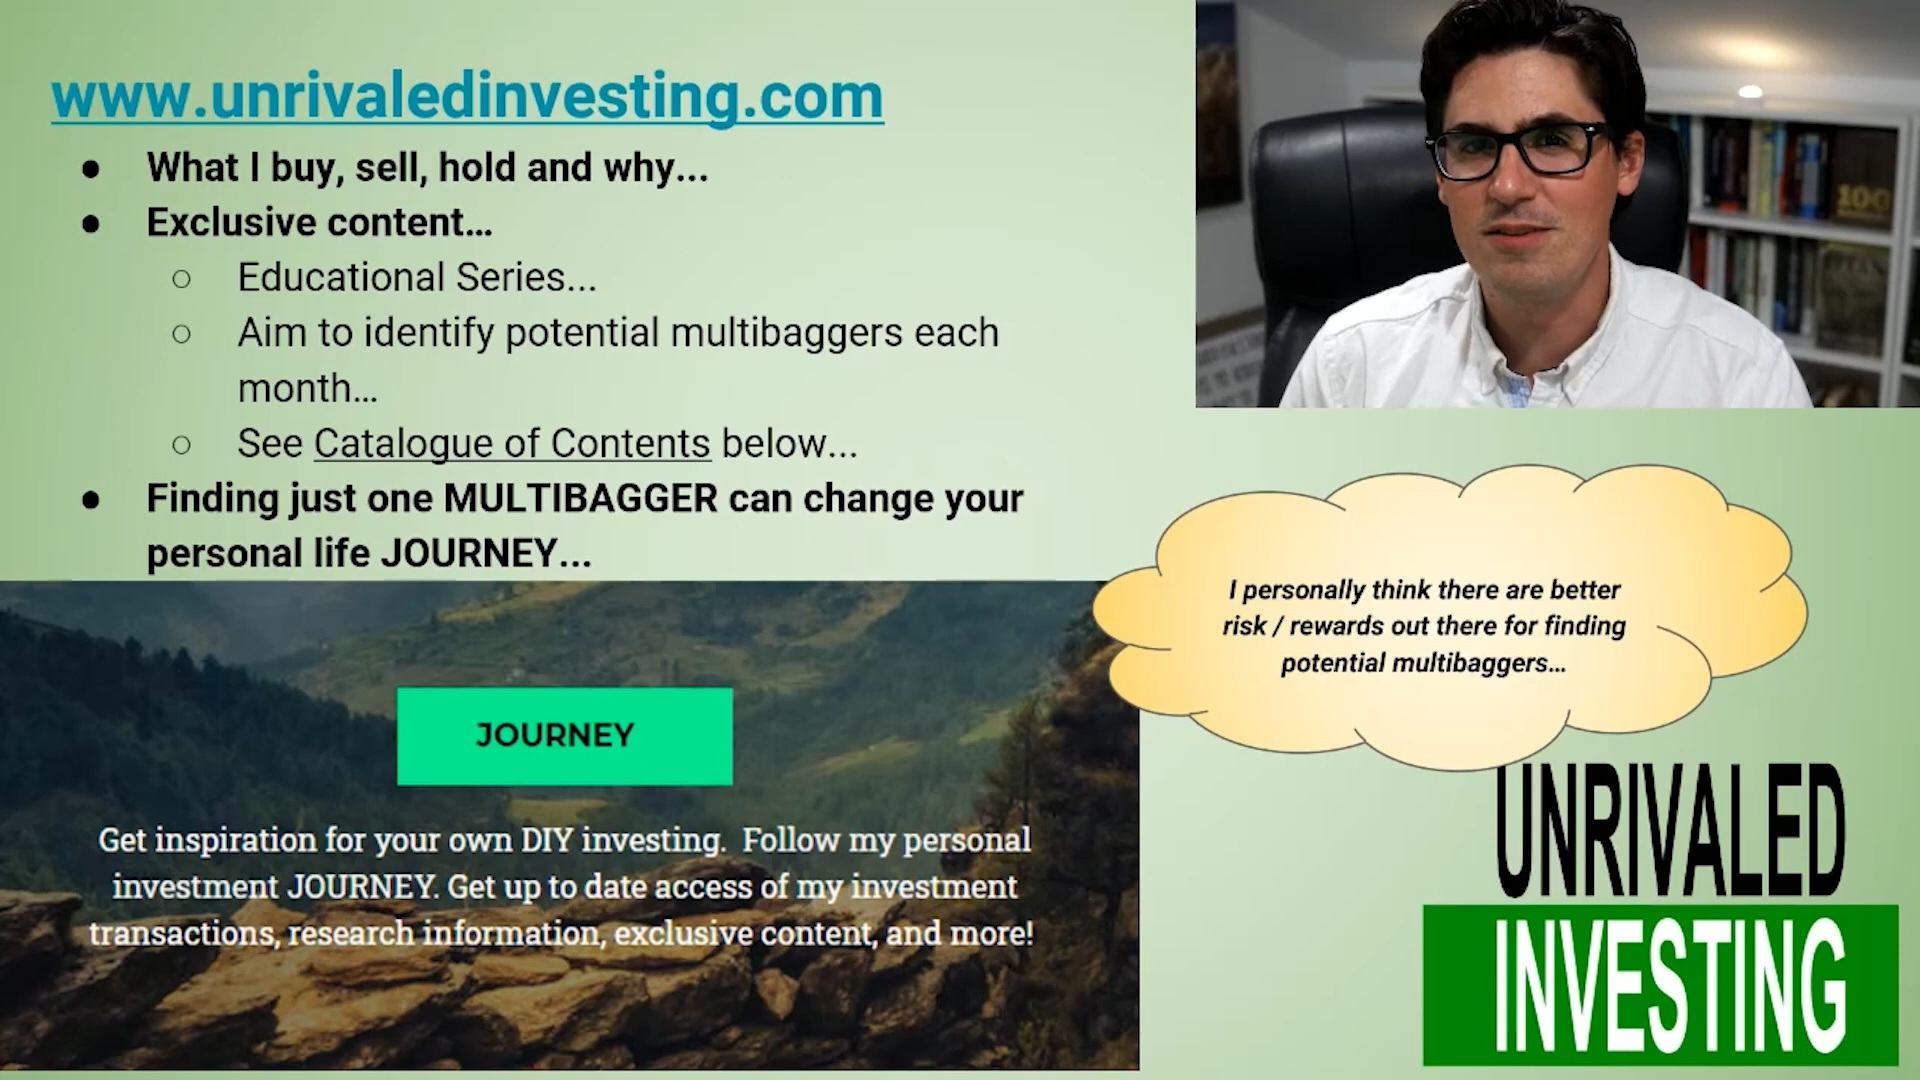 www.unrivaledinvesting.com
● What I buy, sell, hold and why...
● Exclusive content…
○ Educational Series...
○ Aim to identify potential multibaggers each
month…
○ See Catalogue of Contents below...
● Finding just one MULTIBAGGER can change your
personal life JOURNEY...
JOURNEY
Get inspiration for your own DIY investing.  Follow my personal
investment JOURNEY. Get up to date access of my investment
transactions, research information, exclusive content, and more!
100
I personally think there are better
risk / rewards out there for finding
potential multibaggers…
UNRIVALED
INVESTING